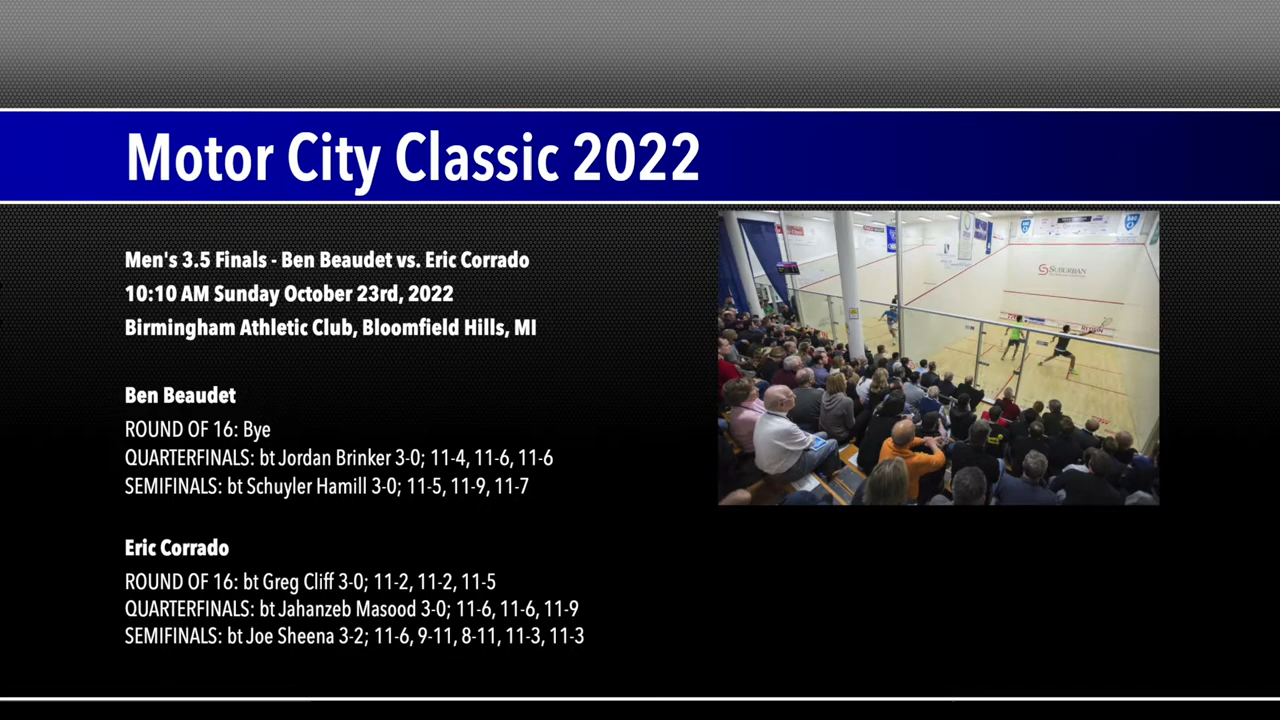 Motor City Classic 2022
Men's 3.5 Finals - Ben Beaudet vs. Eric Corrado
10:10 AM Sunday October 23rd, 2022
Birmingham Athletic Club, Bloomfield Hills, MI
Ben Beaudet
ROUND OF 16: Bye
QUARTERFINALS: bt Jordan Brinker 3-0; 11-4, 11-6, 11-6
SEMIFINALS: bt Schuyler Hamill 3-0; 11-5, 11-9, 11-7
Eric Corrado
ROUND OF 16: bt Greg Cliff 3-0; 11-2, 11-2, 11-5
QUARTERFINALS: bt Jahanzeb Masood 3-0; 11-6, 11-6, 11-9
SEMIFINALS: bt Joe Sheena 3-2; 11-6, 9-11, 8-11, 11-3, 11-3
SUBURBAN